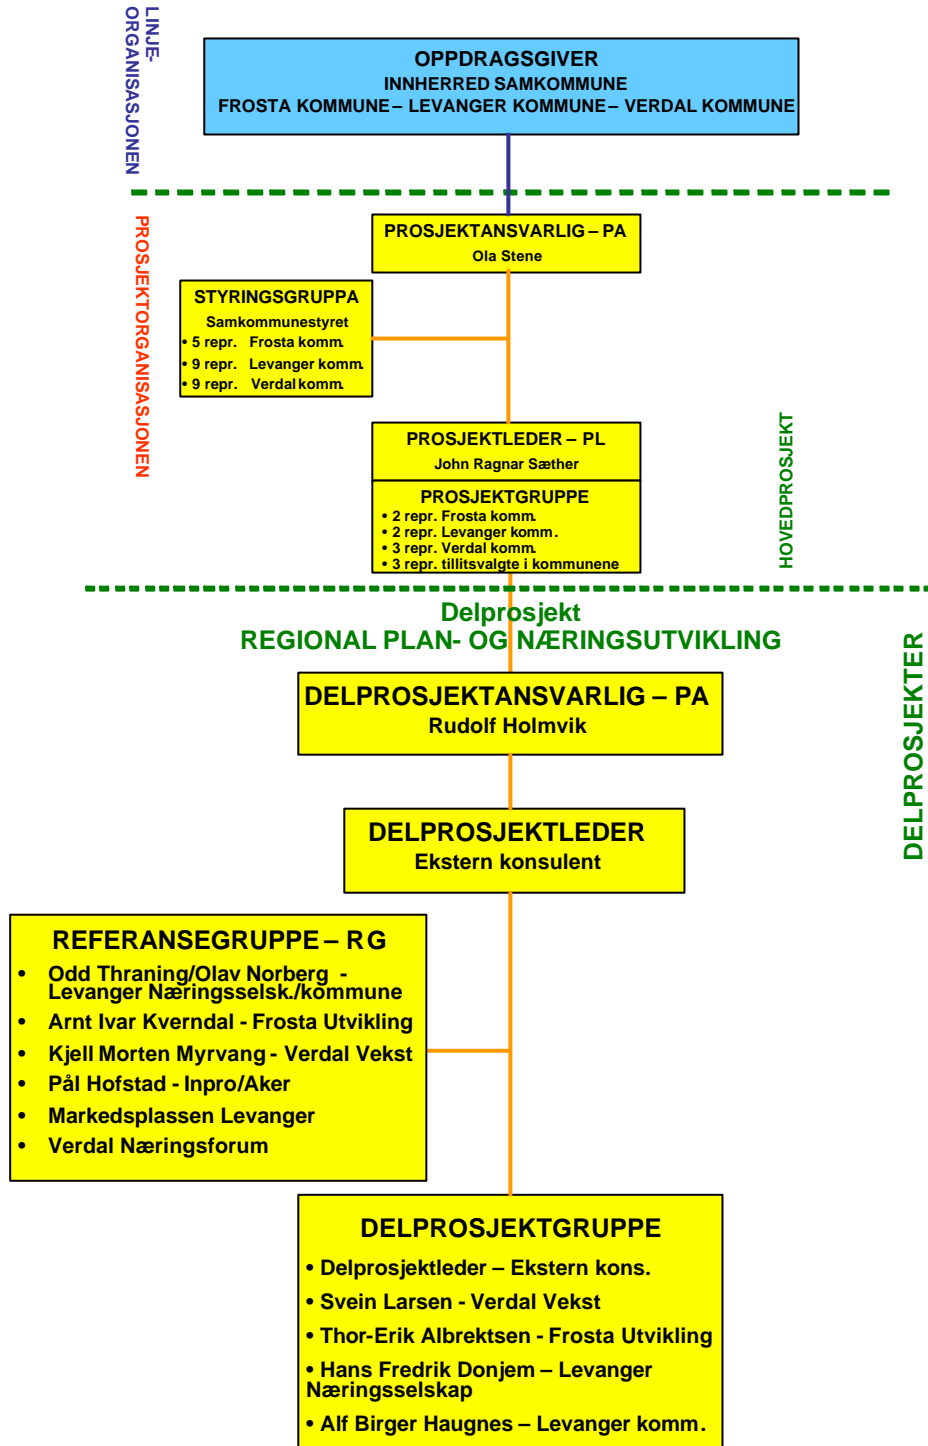 LINJE-
ORGANISASJONEN
OPPDRAGSGIVER
INNHERRED SAMKOMMUNE
FROSTA KOMMUNE – LEVANGER KOMMUNE – VERDAL KOMMUNE
PROSJEKTORGANISASJONEN
PROSJEKTANSVARLIG – PA
Ola Stene
STYRINGSGRUPPA
Samkommunestyret
• 5 repr. Frosta komm.
• 9 repr. Levanger komm.
• 9 repr. Verdal komm.
PROSJEKTLEDER – PL
John Ragnar Sæther
PROSJEKTGRUPPE
• 2 repr. Frosta komm.
• 2 repr. Levanger komm.
• 3 repr. Verdal komm.
• 3 repr. tillitsvalgte i kommunene
HOVEDPROSJEKT
Delprosjekt
REGIONAL PLAN- OG NÆRINGSUTVIKLING
DELPROSJEKTER
DELPROSJEKTANSVARLIG – PA
Rudolf Holmvik
DELPROSJEKTLEDER
Ekstern konsulent
REFERANSEGRUPPE – RG
• Odd Thraning/Olav Norberg -
Levanger Næringsselsk./kommune
• Arnt Ivar Kverndal - Frosta Utvikling
• Kjell Morten Myrvang - Verdal Vekst
• Pål Hofstad - Inpro/Aker
• Markedsplassen Levanger
• Verdal Næringsforum
DELPROSJEKTGRUPPE
• Delprosjektleder – Ekstern kons.
• Svein Larsen - Verdal Vekst
• Thor-Erik Albrektsen - Frosta Utvikling
• Hans Fredrik Donjem – Levanger
Næringsselskap
• Alf Birger Haugnes – Levanger komm.